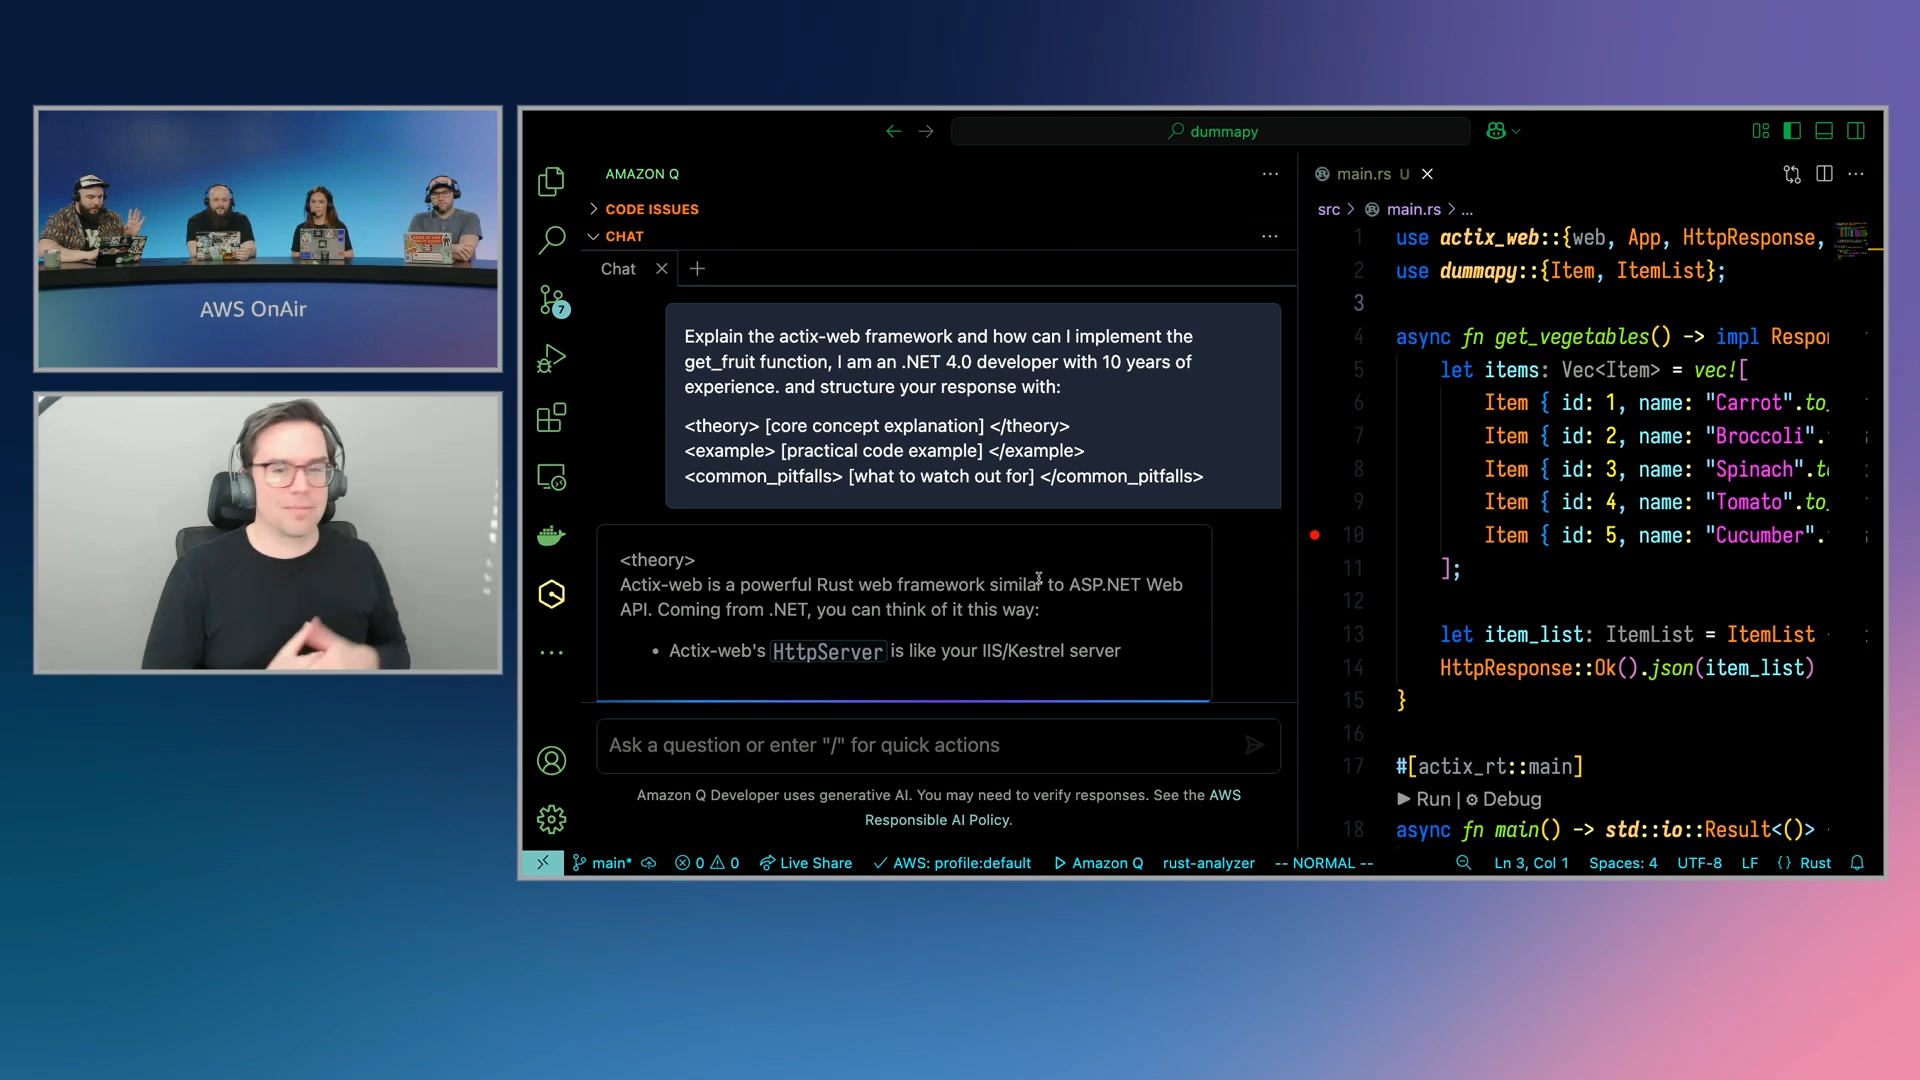 AWS OnAir
dummapy
AMAZON Q
CODE ISSUES
CHAT
Chat
Explain the actix-web framework and how can I implement the
get_fruit function, I am an .NET 4.0 developer with 10 years of
experience. and structure your response with:
<theory> [core concept explanation] </theory>
<example> [practical code example] </example>
<common_pitfalls> [what to watch out for] </common_pitfalls>
<theory>
Actix-web is a powerful Rust web framework similar to ASP.NET Web
API. Coming from .NET, you can think of it this way:
• Actix-web's HttpServer is like your IIS/Kestrel server
Ask a question or enter "/" for quick actions
Amazon Q Developer uses generative AI. You may need to verify responses. See the AWS
Responsible AI Policy.
7
main.rs U
src > main.rs > ...
1 use actix_web::{web, App, HttpResponse,
2 use dummapy::{Item, ItemList};
3
4 async fn get_vegetables() -> impl Respon
5 let items: Vec<Item> = vec![
6 Item { id: 1, name: "Carrot".to
7 Item { id: 2, name: "Broccoli".
8 Item { id: 3, name: "Spinach".t
9 Item { id: 4, name: "Tomato".to
10 Item { id: 5, name: "Cucumber".
11 ];
12
13 let item_list: ItemList = ItemList
14 HttpResponse::Ok().json(item_list)
15 }
16
17 #[actix_rt::main]
Run | Debug
18 async fn main() -> std::io::Result<()>
main* 0 0 Live Share AWS: profile:default Amazon Q rust-analyzer -- NORMAL -- Ln 3, Col 1 Spaces: 4 UTF-8 LF {} Rust